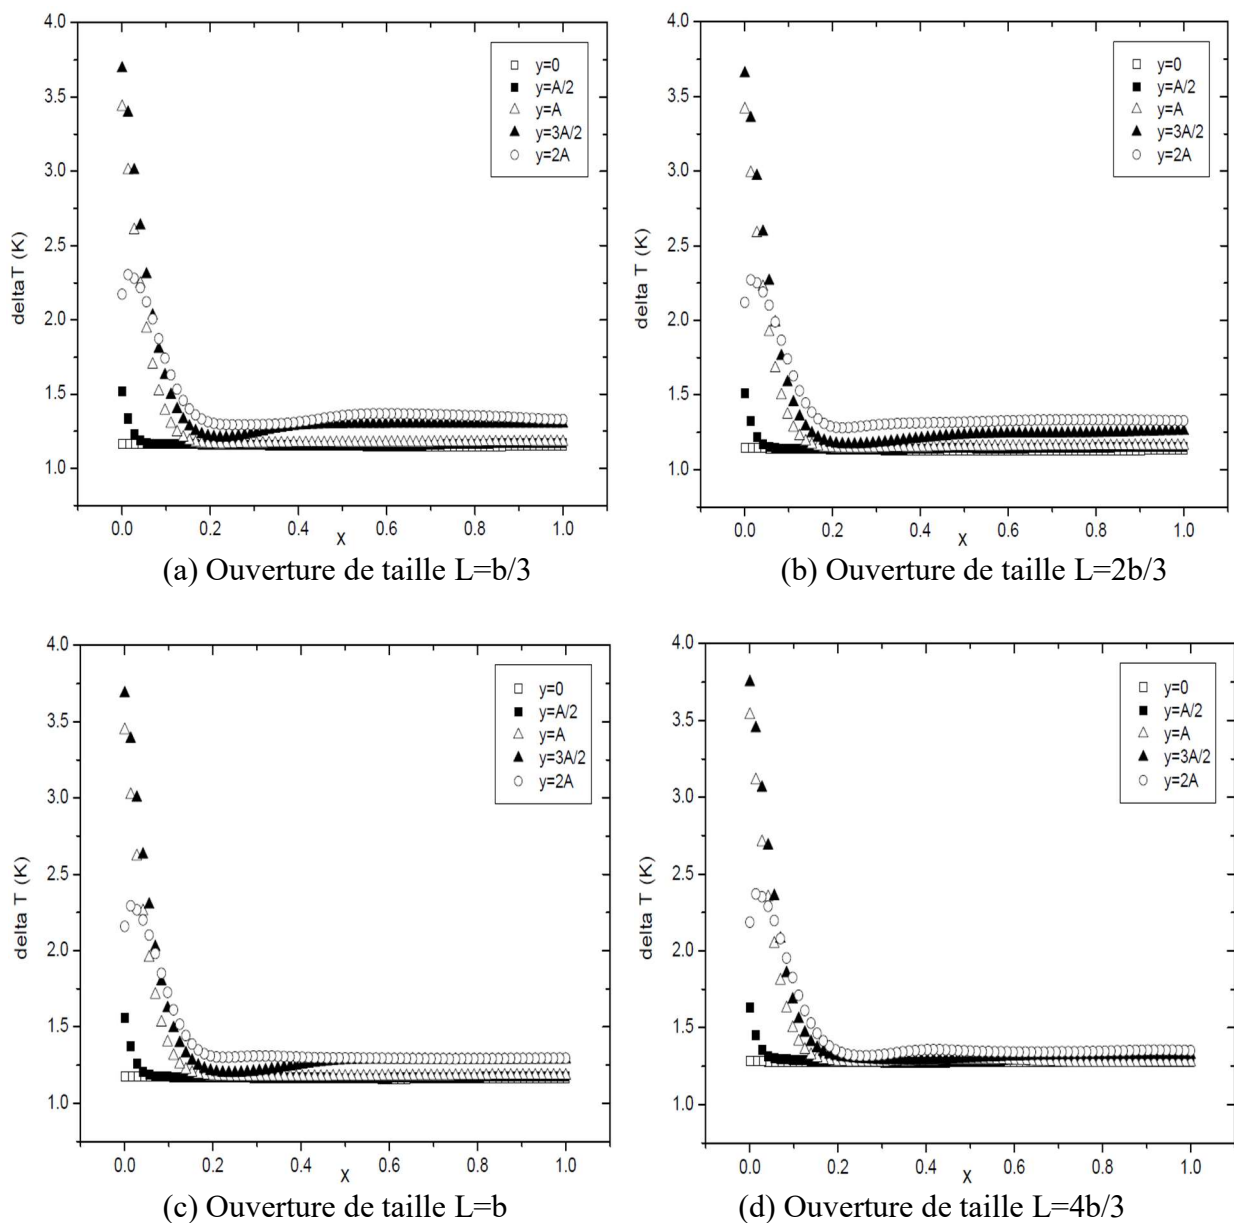 4.0
3.5
3.0
2.5
2.0
1.5
1.0
delta T (K)
y=0
y=A/2
y=A
y=3A/2
y=2A
0.0 0.2 0.4 0.6 0.8 1.0
X
(a) Ouverture de taille L=b/3
4.0
3.5
3.0
2.5
2.0
1.5
1.0
delta T (K)
y=0
y=A/2
y=A
y=3A/2
y=2A
0.0 0.2 0.4 0.6 0.8 1.0
X
(b) Ouverture de taille L=2b/3
4.0
3.5
3.0
2.5
2.0
1.5
1.0
delta T (K)
y=0
y=A/2
y=A
y=3A/2
y=2A
0.0 0.2 0.4 0.6 0.8 1.0
X
(c) Ouverture de taille L=b
4.0
3.5
3.0
2.5
2.0
1.5
1.0
delta T (K)
y=0
y=A/2
y=A
y=3A/2
y=2A
0.0 0.2 0.4 0.6 0.8 1.0
X
(d) Ouverture de taille L=4b/3